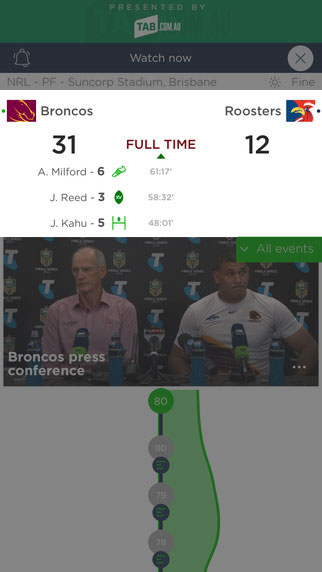 PRESENTED BY
TAB.COM.AU
Watch now
NRL - PF - Suncorp Stadium, Brisbane
Fine
Broncos
Roosters
31
FULL TIME
12
A. Milford - 6
61:17'
J. Reed - 3
XV
58:32'
J. Kahu - 5
48:01'
All events
Broncos press
conference
80
80
79
78